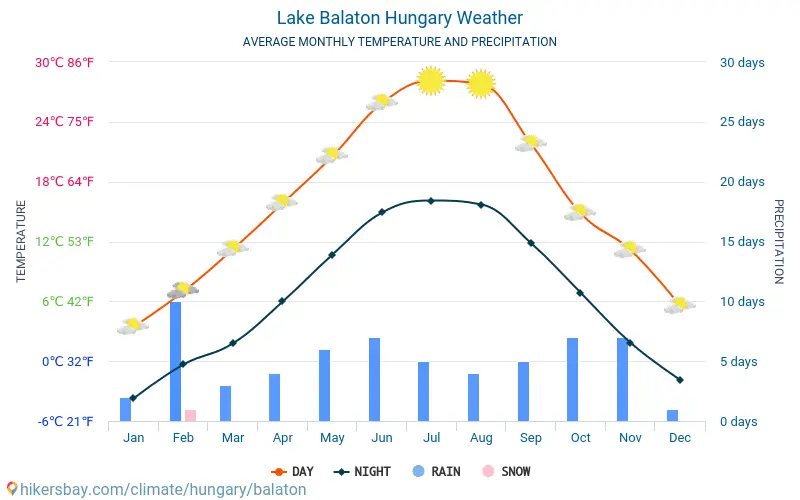 Lake Balaton Hungary Weather
AVERAGE MONTHLY TEMPERATURE AND PRECIPITATION
30℃ 86℉ 30 days
24℃ 75℉ 25 days
18℃ 64℉ 20 days
12℃ 53℉ 15 days
6℃ 42℉ 10 days
0℃ 32℉ 5 days
-6℃ 21℉ 0 days
TEMPERATURE
PRECIPITATION
Jan Feb Mar Apr May Jun Jul Aug Sep Oct Nov Dec
DAY NIGHT RAIN SNOW
hikersbay.com/climate/hungary/balaton